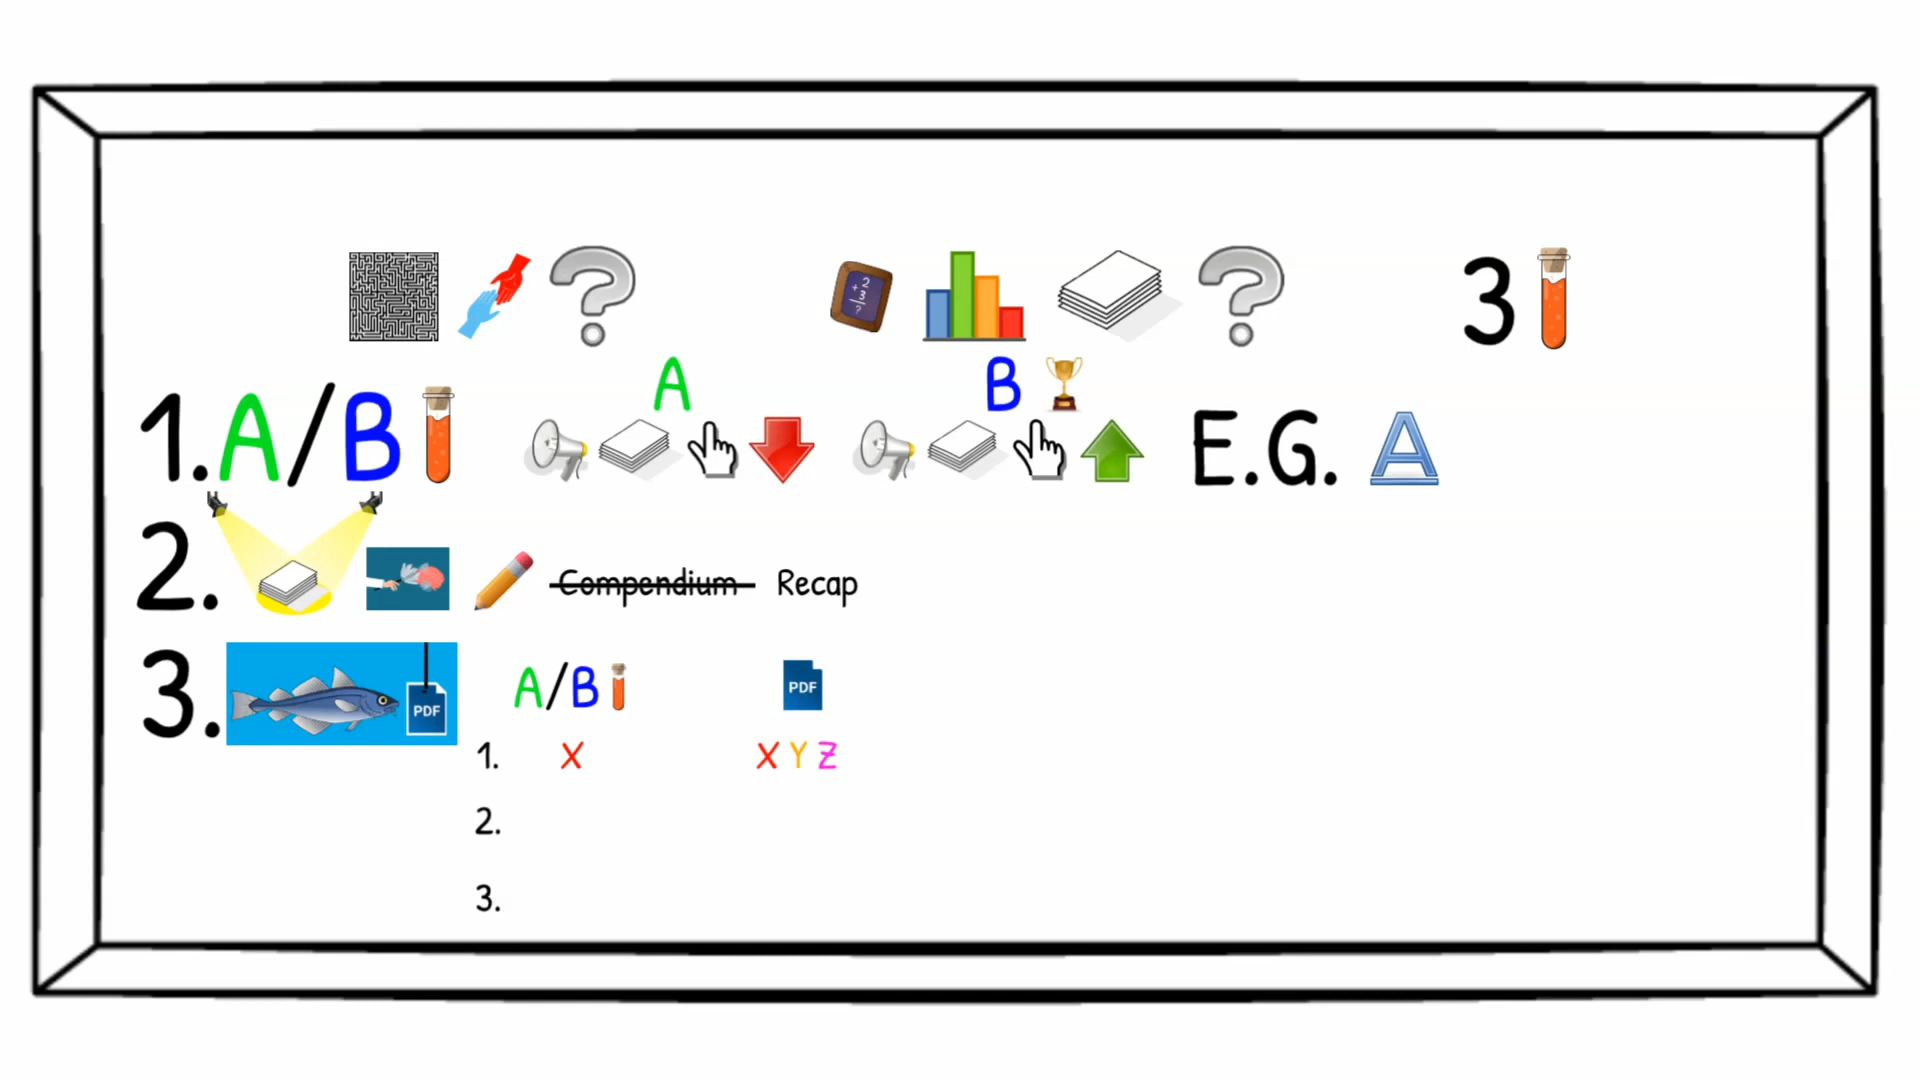 3
A B
1. A/B E.G. A
2. Compendium Recap
3. PDF
A/B PDF
1. X X Y Z
2.
3.